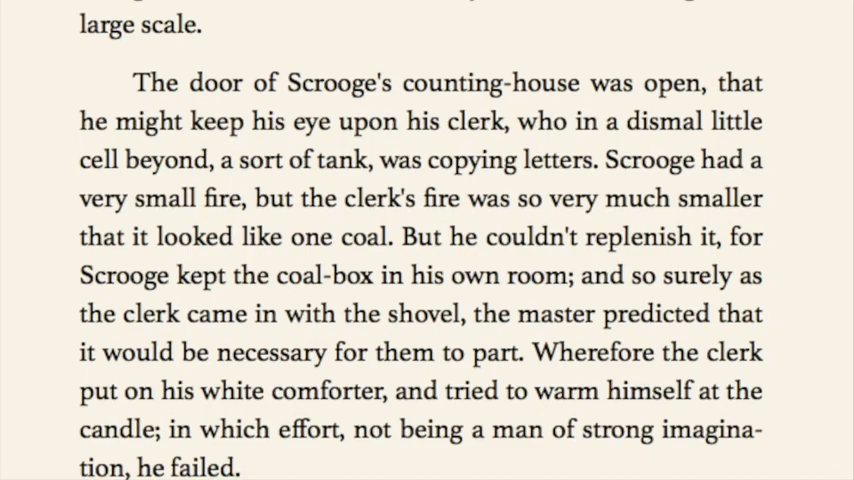 large scale.
The door of Scrooge's counting-house was open, that
he might keep his eye upon his clerk, who in a dismal little
cell beyond, a sort of tank, was copying letters. Scrooge had a
very small fire, but the clerk's fire was so very much smaller
that it looked like one coal. But he couldn't replenish it, for
Scrooge kept the coal-box in his own room; and so surely as
the clerk came in with the shovel, the master predicted that
it would be necessary for them to part. Wherefore the clerk
put on his white comforter, and tried to warm himself at the
candle; in which effort, not being a man of strong imagina-
tion, he failed.